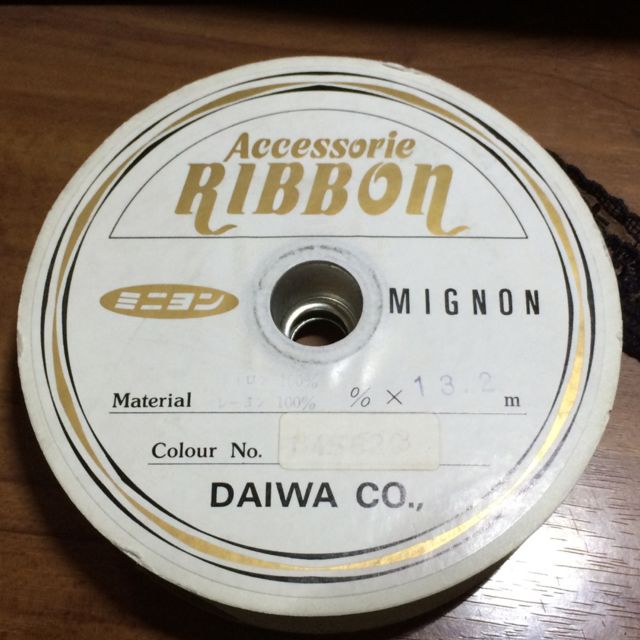 Accessorie
RIBBON
ミニヨン MIGNON
100%
Material レーヨン 100% % × 13.2 m
Colour No.
DAIWA CO.,